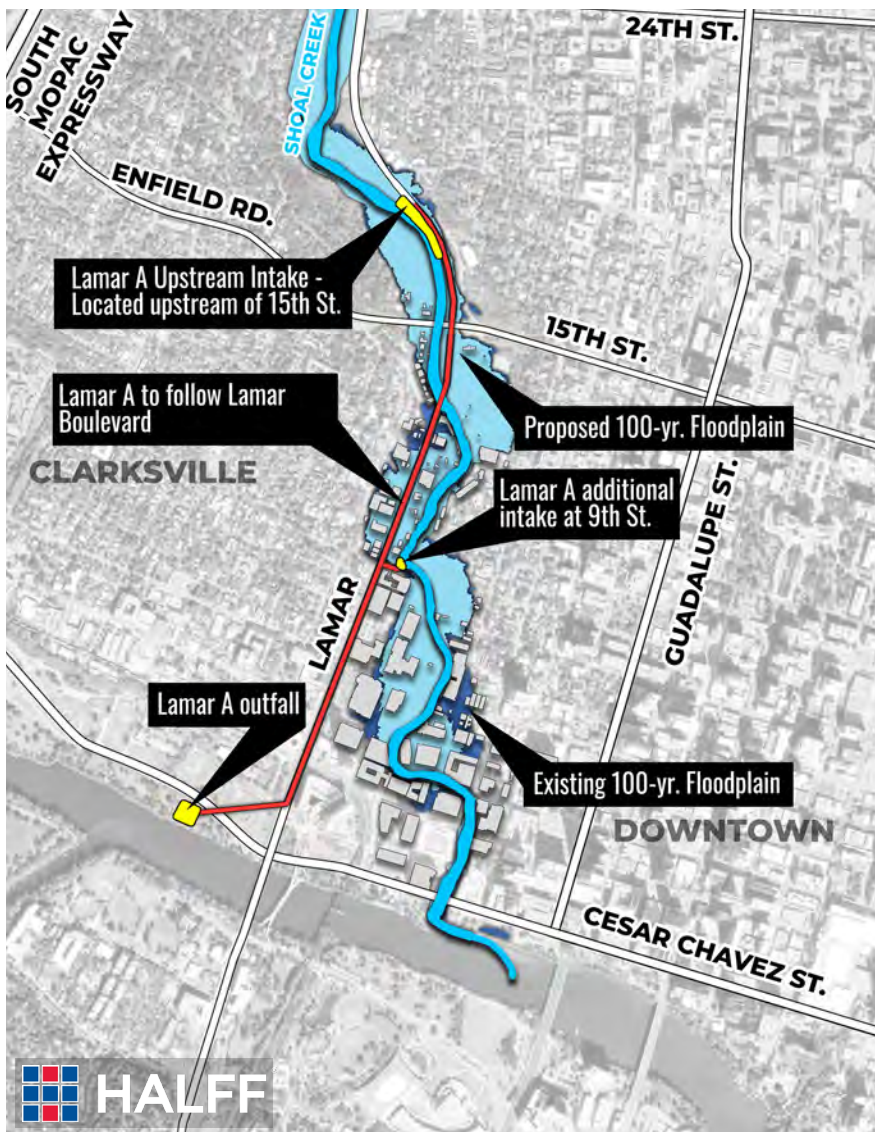 24TH ST.
SOUTH
MOPAC
EXPRESSWAY
SHOAL CREEK
ENFIELD RD.
Lamar A Upstream Intake -
Located upstream of 15th St.
15TH ST.
Lamar A to follow Lamar
Boulevard
Proposed 100-yr. Floodplain
CLARKSVILLE
Lamar A additional
intake at 9th St.
GUADALUPE ST.
LAMAR
Lamar A outfall
Existing 100-yr. Floodplain
DOWNTOWN
CESAR CHAVEZ ST.
HALFF